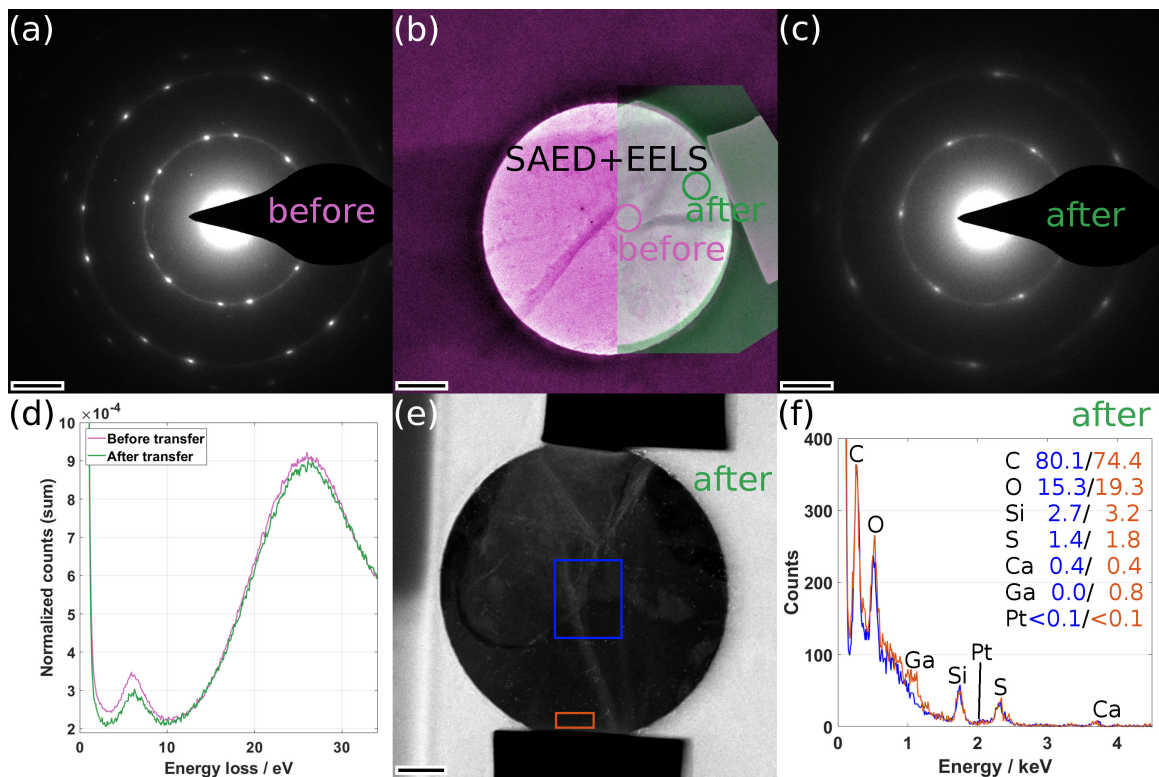 (a)
before
(b)
SAED+EELS
after
before
(c)
after
(d)
×10⁻⁴
10
9
8
7
6
5
4
3
2
Before transfer
After transfer
Normalized counts (sum)
0
10
20
30
Energy loss / eV
(e)
after
(f)
after
400
300
200
100
0
Counts
C
O
Ga
Si
Pt
S
Ca
C 80.1/74.4
O 15.3/19.3
Si 2.7/ 3.2
S 1.4/ 1.8
Ca 0.4/ 0.4
Ga 0.0/ 0.8
Pt<0.1/<0.1
0
1
2
3
4
Energy / keV